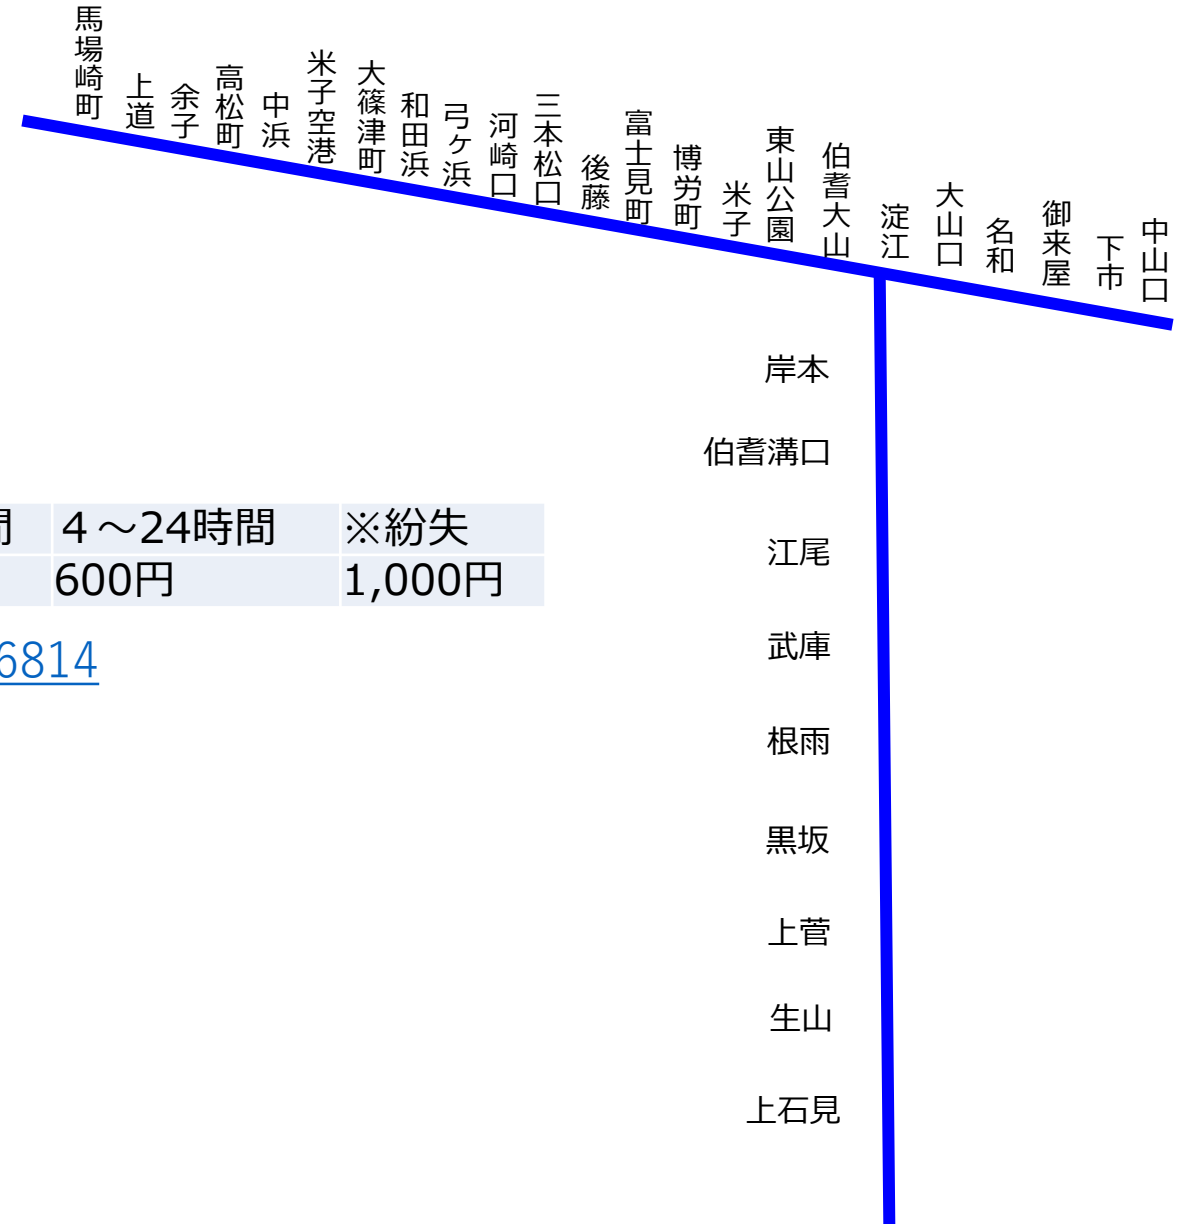 馬場崎町
上道
余子
高松町
中浜
米子空港
大篠津町
和田浜
弓ヶ浜
河崎口
三本松口
後藤
富士見町
博労町
米子
東山公園
伯耆大山
淀江
大山口
名和
御来屋
下市
中山口
岸本
伯耆溝口
江尾
武庫
根雨
黒坂
上菅
生山
上石見
間 ４～24時間 ※紛失
600円 1,000円
6814